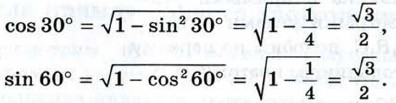 cos 30° = √(1 − sin² 30°) = √(1 − 1/4) = √3/2,
sin 60° = √(1 − cos² 60°) = √(1 − 1/4) = √3/2.